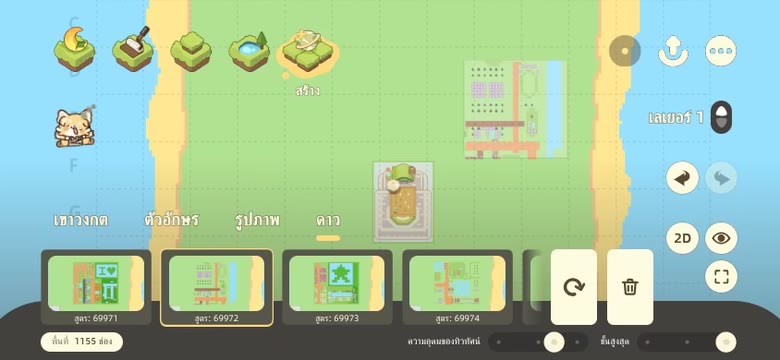 สร้าง
เลเยอร์ 1
F
เขาวงกต
ตัวอักษร
รูปภาพ
ดาว
2D
สูตร: 69971
สูตร: 69972
สูตร: 69973
สูตร: 69974
พื้นที่ 1155 ช่อง
ความอุดมของทิวทัศน์
ชั้นสูงสุด